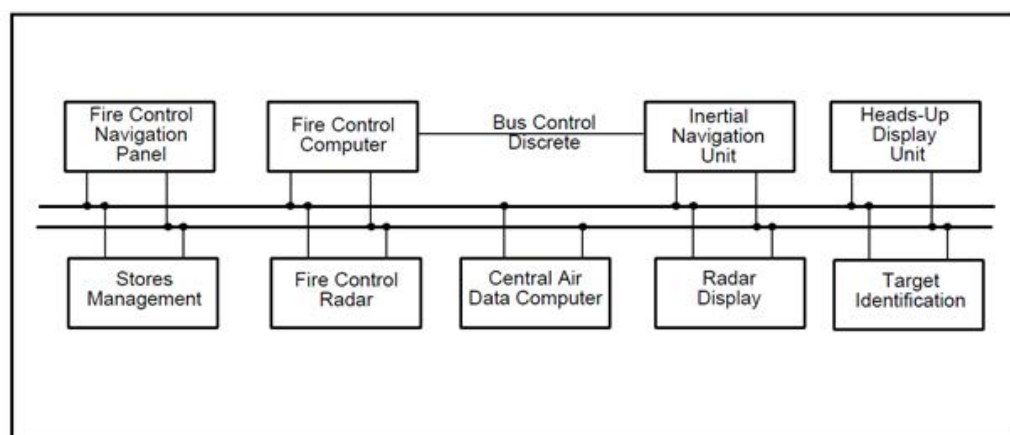 Fire Control
Navigation
Panel
Fire Control
Computer
Bus Control
Discrete
Inertial
Navigation
Unit
Heads-Up
Display
Unit
Stores
Management
Fire Control
Radar
Central Air
Data Computer
Radar
Display
Target
Identification